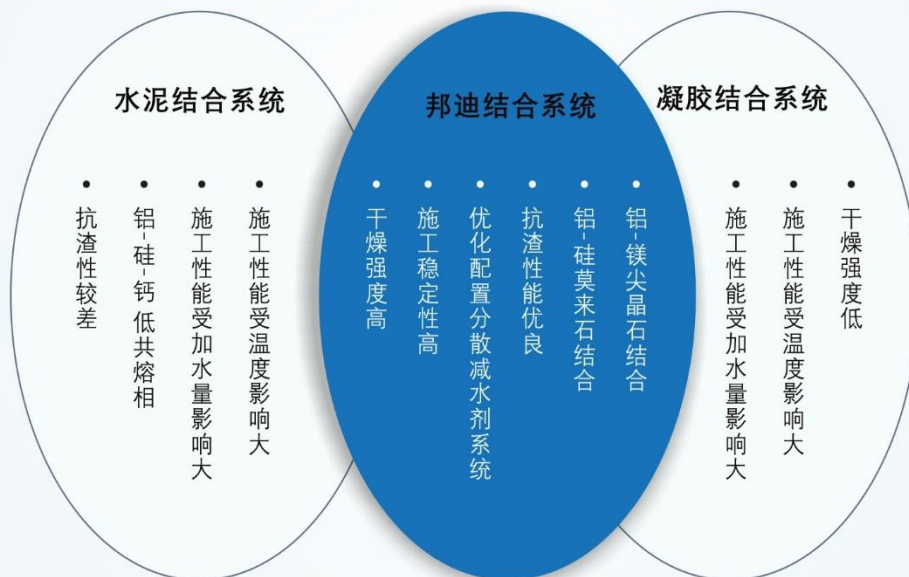 水泥结合系统
抗渣性较差
铝-硅-钙 低共熔相
施工性能受加水量影响大
施工性能受温度影响大
邦迪结合系统
干燥强度高
施工稳定性高
优化配置分散减水剂系统
抗渣性能优良
铝-硅莫来石结合
铝-镁尖晶石结合
凝胶结合系统
施工性能受加水量影响大
施工性能受温度影响大
干燥强度低